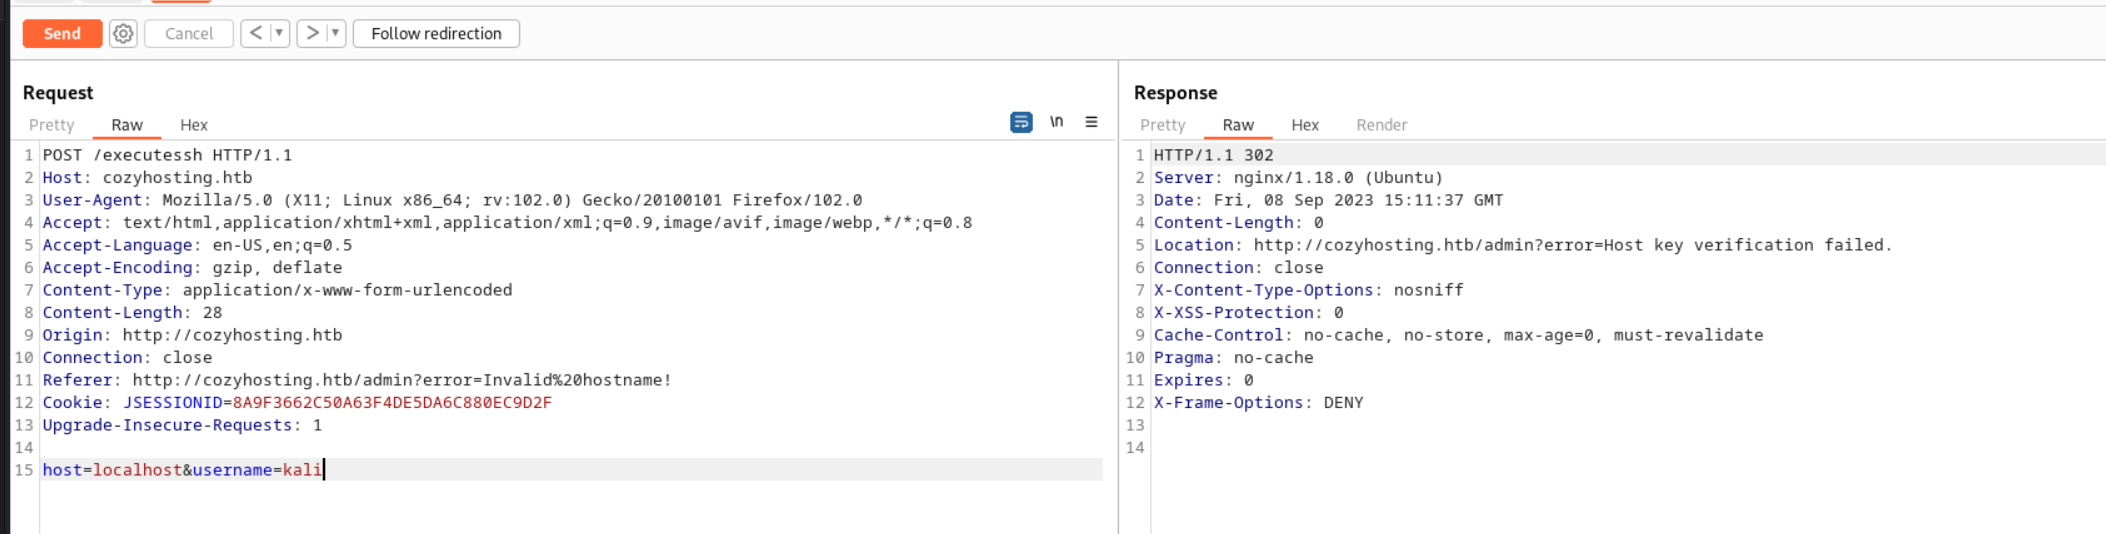 Send Cancel < > Follow redirection
Request
Pretty Raw Hex \n
1 POST /executessh HTTP/1.1
2 Host: cozyhosting.htb
3 User-Agent: Mozilla/5.0 (X11; Linux x86_64; rv:102.0) Gecko/20100101 Firefox/102.0
4 Accept: text/html,application/xhtml+xml,application/xml;q=0.9,image/avif,image/webp,*/*;q=0.8
5 Accept-Language: en-US,en;q=0.5
6 Accept-Encoding: gzip, deflate
7 Content-Type: application/x-www-form-urlencoded
8 Content-Length: 28
9 Origin: http://cozyhosting.htb
10 Connection: close
11 Referer: http://cozyhosting.htb/admin?error=Invalid%20hostname!
12 Cookie: JSESSIONID=8A9F3662C50A63F4DE5DA6C880EC9D2F
13 Upgrade-Insecure-Requests: 1
14
15 host=localhost&username=kali
Response
Pretty Raw Hex Render
1 HTTP/1.1 302
2 Server: nginx/1.18.0 (Ubuntu)
3 Date: Fri, 08 Sep 2023 15:11:37 GMT
4 Content-Length: 0
5 Location: http://cozyhosting.htb/admin?error=Host key verification failed.
6 Connection: close
7 X-Content-Type-Options: nosniff
8 X-XSS-Protection: 0
9 Cache-Control: no-cache, no-store, max-age=0, must-revalidate
10 Pragma: no-cache
11 Expires: 0
12 X-Frame-Options: DENY
13
14